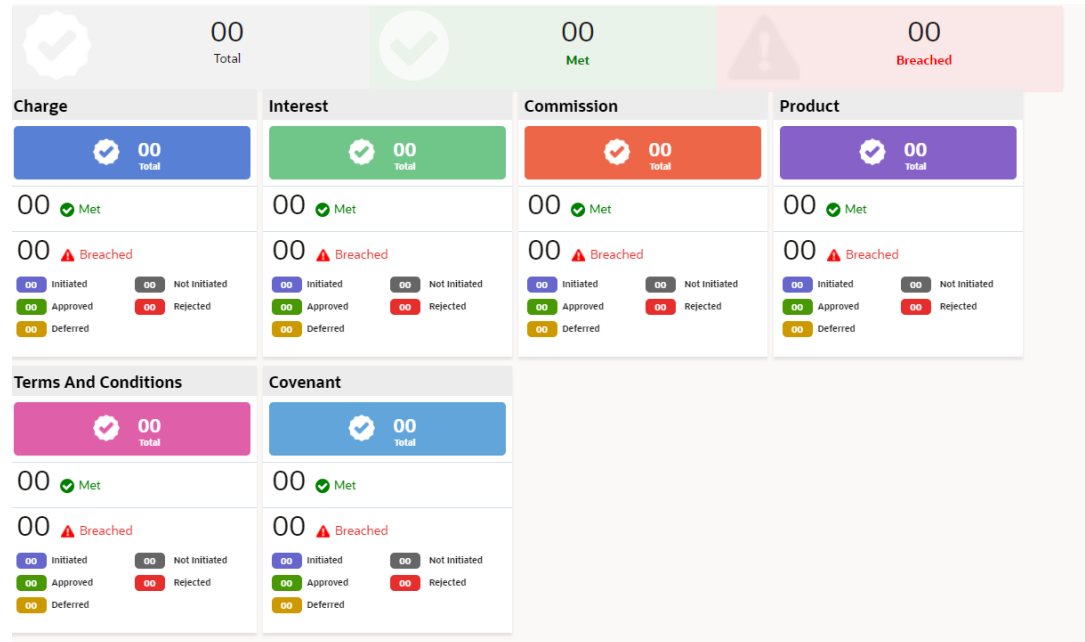 00 00 00
Total Met Breached
Charge Interest Commission Product
00 00 00 00
Total Total Total Total
00 Met 00 Met 00 Met 00 Met
00 Breached 00 Breached 00 Breached 00 Breached
00 Initiated 00 Not Initiated 00 Initiated 00 Not Initiated 00 Initiated 00 Not Initiated 00 Initiated 00 Not Initiated
00 Approved 00 Rejected 00 Approved 00 Rejected 00 Approved 00 Rejected 00 Approved 00 Rejected
00 Deferred 00 Deferred 00 Deferred 00 Deferred
Terms And Conditions Covenant
00 00
Total Total
00 Met 00 Met
00 Breached 00 Breached
00 Initiated 00 Not Initiated 00 Initiated 00 Not Initiated
00 Approved 00 Rejected 00 Approved 00 Rejected
00 Deferred 00 Deferred